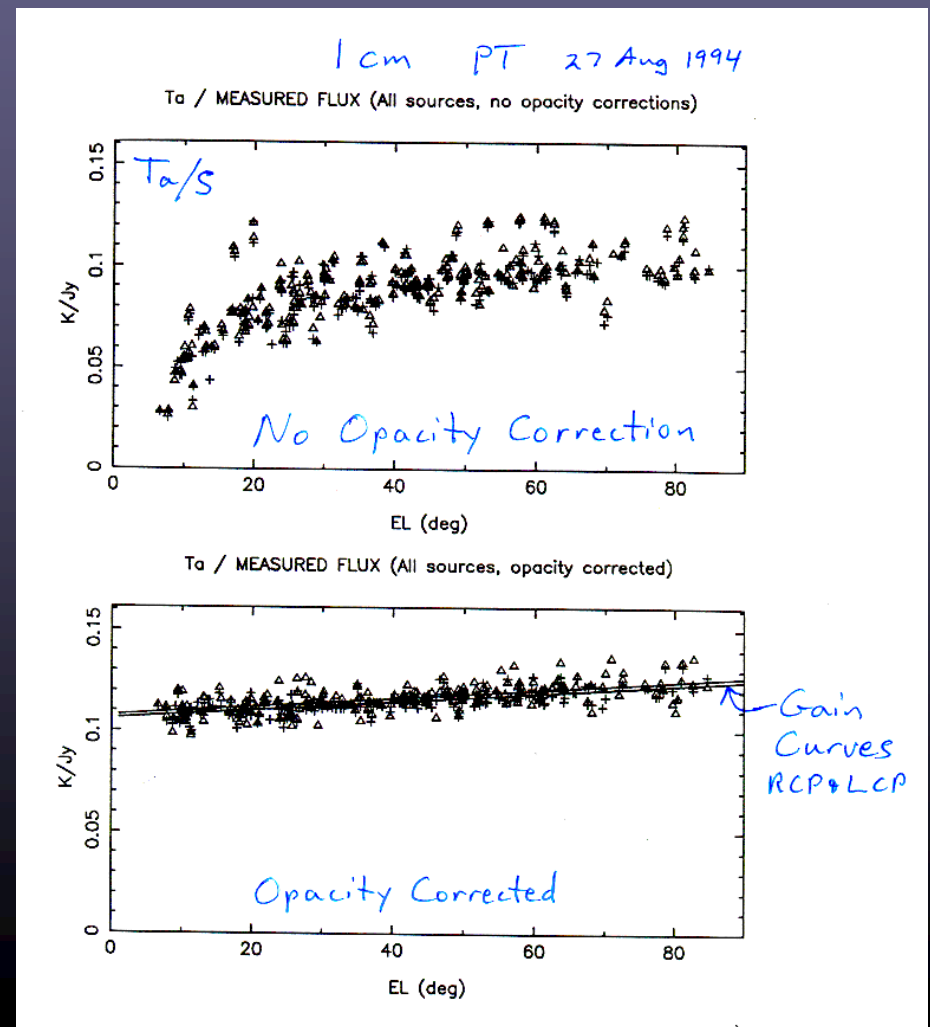 1 cm PT 27 Aug 1994
Ta / MEASURED FLUX (All sources, no opacity corrections)
0.15
Ta/S
0.1
K/Jy
0.05
No Opacity Correction
0
0 20 40 60 80
EL (deg)
Ta / MEASURED FLUX (All sources, opacity corrected)
0.15
0.1
Gain
Curves
RCP & LCP
K/Jy
0.05
Opacity Corrected
0
0 20 40 60 80
EL (deg)